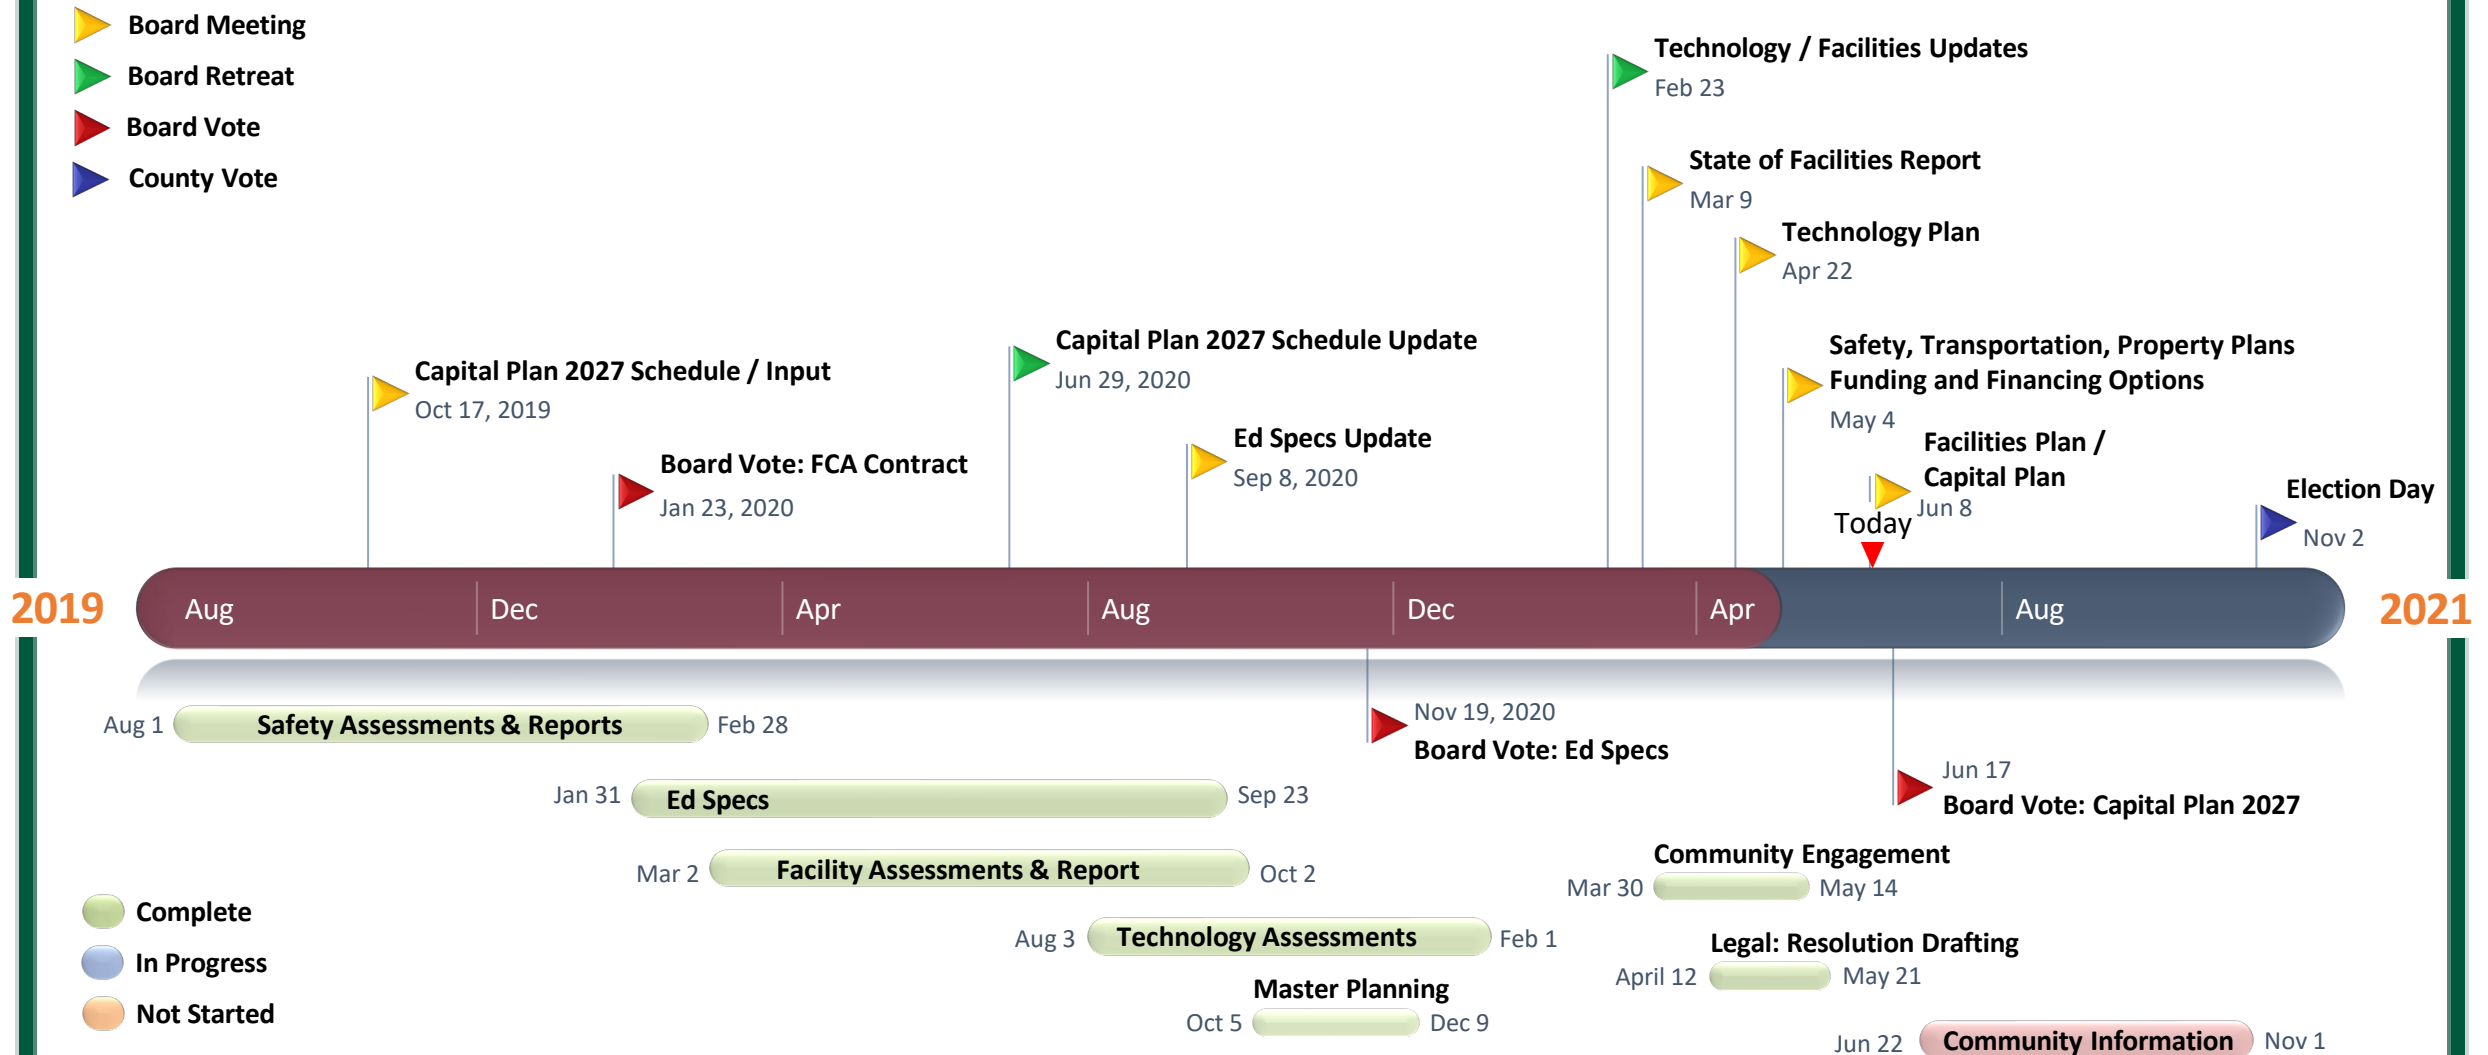 Board Meeting
Board Retreat
Board Vote
County Vote
Technology / Facilities Updates
Feb 23
State of Facilities Report
Mar 9
Technology Plan
Apr 22
Capital Plan 2027 Schedule / Input
Oct 17, 2019
Board Vote: FCA Contract
Jan 23, 2020
Capital Plan 2027 Schedule Update
Jun 29, 2020
Ed Specs Update
Sep 8, 2020
Safety, Transportation, Property Plans
Funding and Financing Options
May 4
Facilities Plan /
Capital Plan
Jun 8
Today
Election Day
Nov 2
2019
Aug
Dec
Apr
Aug
Dec
Apr
Aug
2021
Aug 1
Safety Assessments & Reports
Feb 28
Nov 19, 2020
Board Vote: Ed Specs
Jan 31
Ed Specs
Sep 23
Jun 17
Board Vote: Capital Plan 2027
Mar 2
Facility Assessments & Report
Oct 2
Community Engagement
Mar 30
May 14
Aug 3
Technology Assessments
Feb 1
Legal: Resolution Drafting
April 12
May 21
Master Planning
Oct 5
Dec 9
Jun 22
Community Information
Nov 1
Complete
In Progress
Not Started